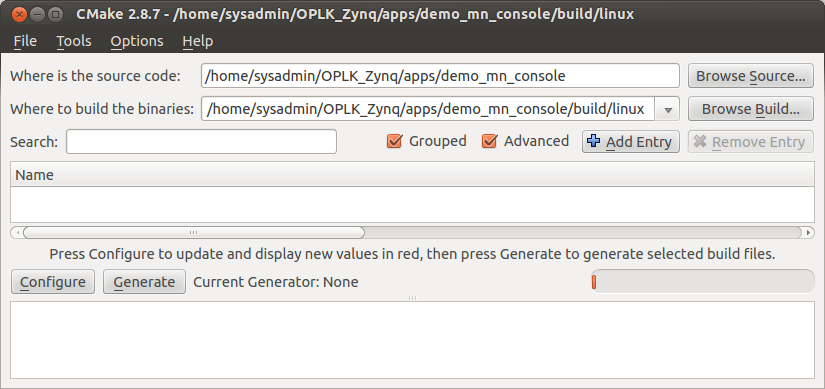 CMake 2.8.7 - /home/sysadmin/OPLK_Zynq/apps/demo_mn_console/build/linux
File Tools Options Help
Where is the source code: /home/sysadmin/OPLK_Zynq/apps/demo_mn_console Browse Source...
Where to build the binaries: /home/sysadmin/OPLK_Zynq/apps/demo_mn_console/build/linux Browse Build...
Search: Grouped Advanced Add Entry Remove Entry
Name
Press Configure to update and display new values in red, then press Generate to generate selected build files.
Configure Generate Current Generator: None